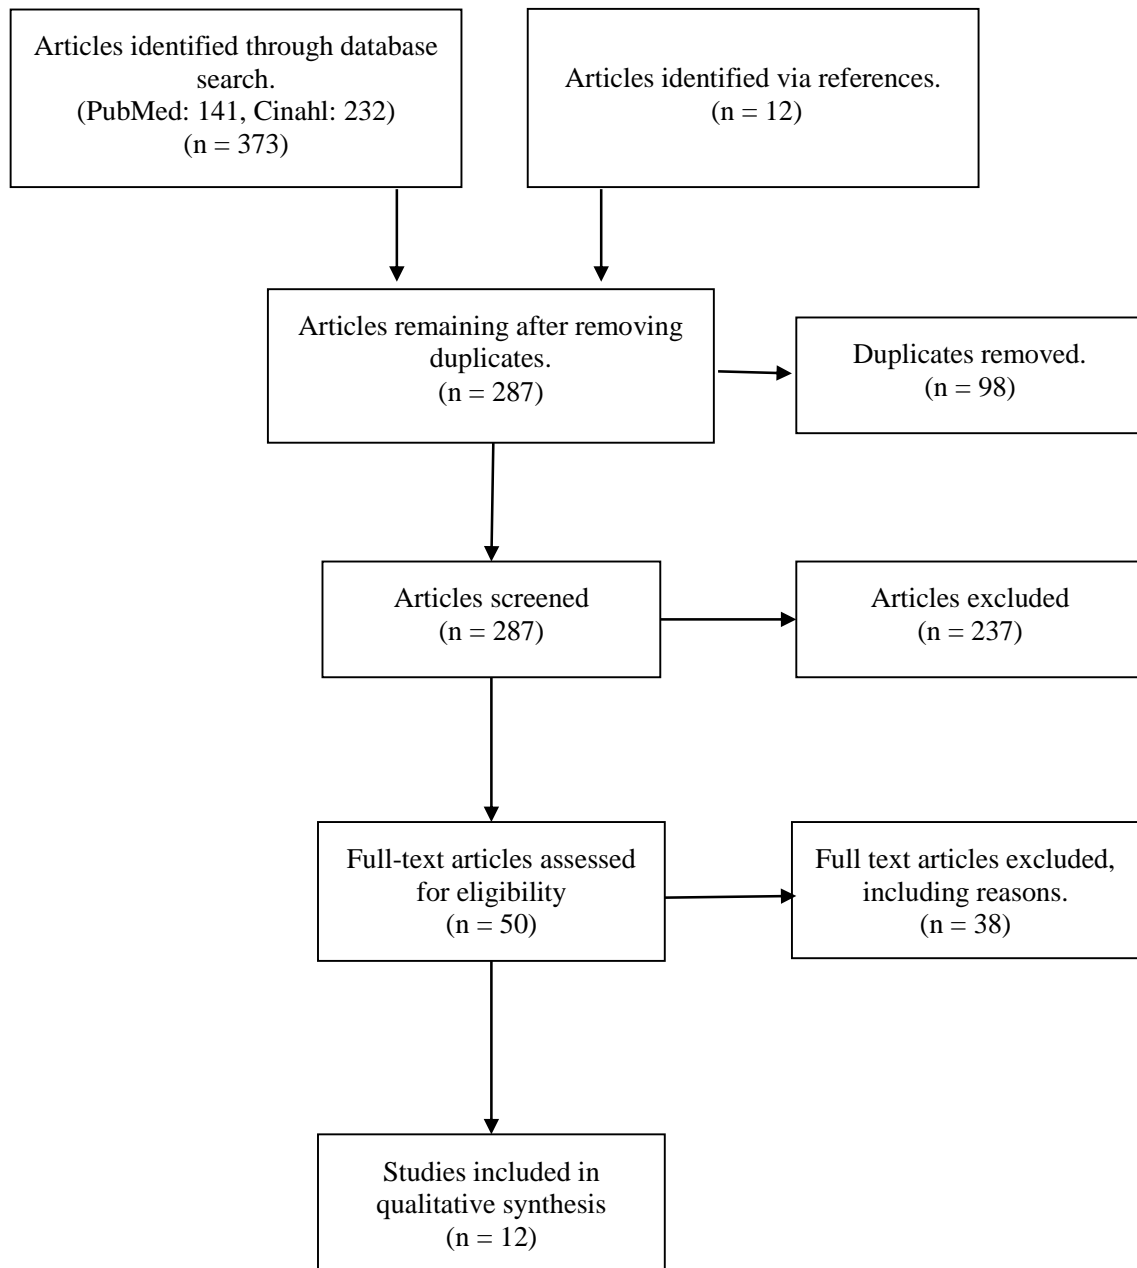 Articles identified through database
search.
(PubMed: 141, Cinahl: 232)
(n = 373)
Articles identified via references.
(n = 12)
Articles remaining after removing
duplicates.
(n = 287)
Duplicates removed.
(n = 98)
Articles screened
(n = 287)
Articles excluded
(n = 237)
Full-text articles assessed
for eligibility
(n = 50)
Full text articles excluded,
including reasons.
(n = 38)
Studies included in
qualitative synthesis
(n = 12)